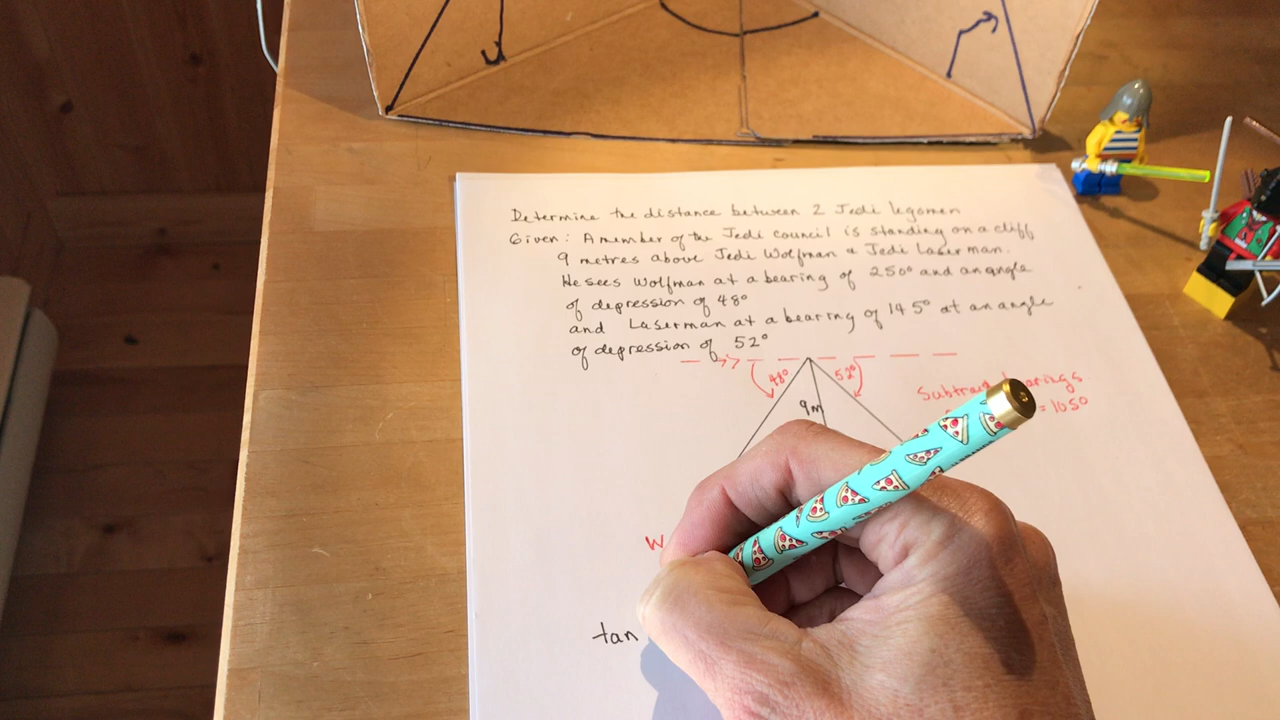 Determine the distance between 2 Jedi legomen
Given: A member of the Jedi council is standing on a cliff
9 metres above Jedi Wolfman & Jedi Laserman.
He sees Wolfman at a bearing of 250° and an angle
of depression of 48°
and Laserman at a bearing of 145° at an angle
of depression of 52°
48°
52°
9m
Subtract bearings
= 105°
W
tan